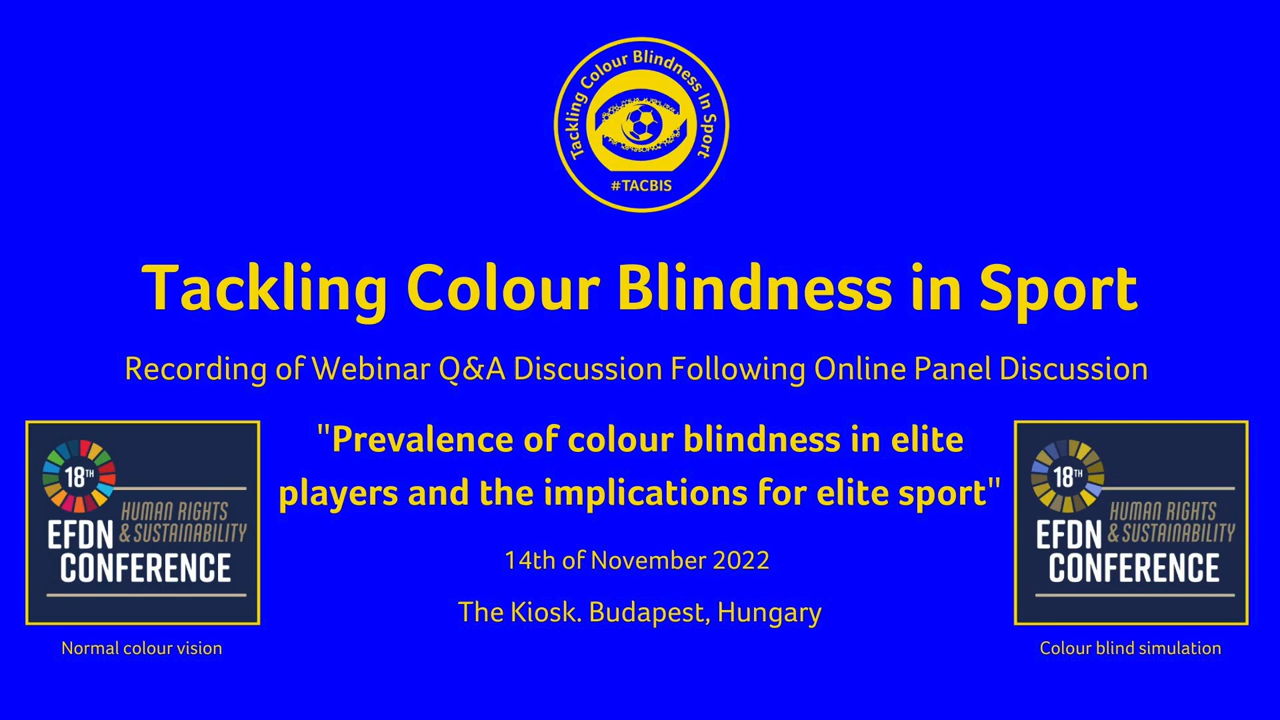 Tackling Colour Blindness In Sport
#TACBIS
Tackling Colour Blindness in Sport
Recording of Webinar Q&A Discussion Following Online Panel Discussion
"Prevalence of colour blindness in elite
players and the implications for elite sport"
14th of November 2022
The Kiosk. Budapest, Hungary
18TH
HUMAN RIGHTS
EFDN & SUSTAINABILITY
CONFERENCE
Normal colour vision
18TH
HUMAN RIGHTS
EFDN & SUSTAINABILITY
CONFERENCE
Colour blind simulation